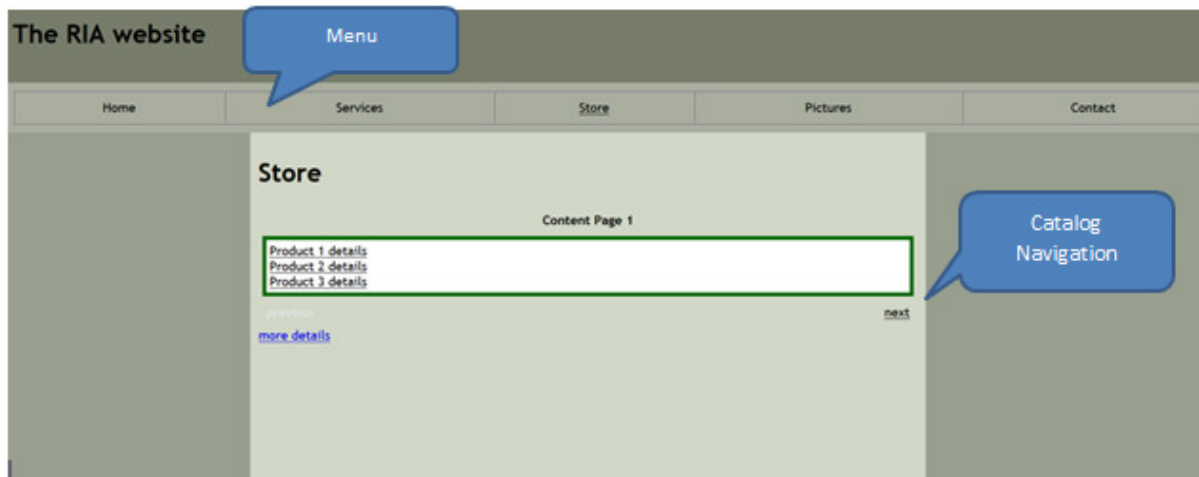 The RIA website
Menu
Home Services Store Pictures Contact
Store
Content Page 1
Product 1 details
Product 2 details
Product 3 details
Catalog
Navigation
previous next
more details